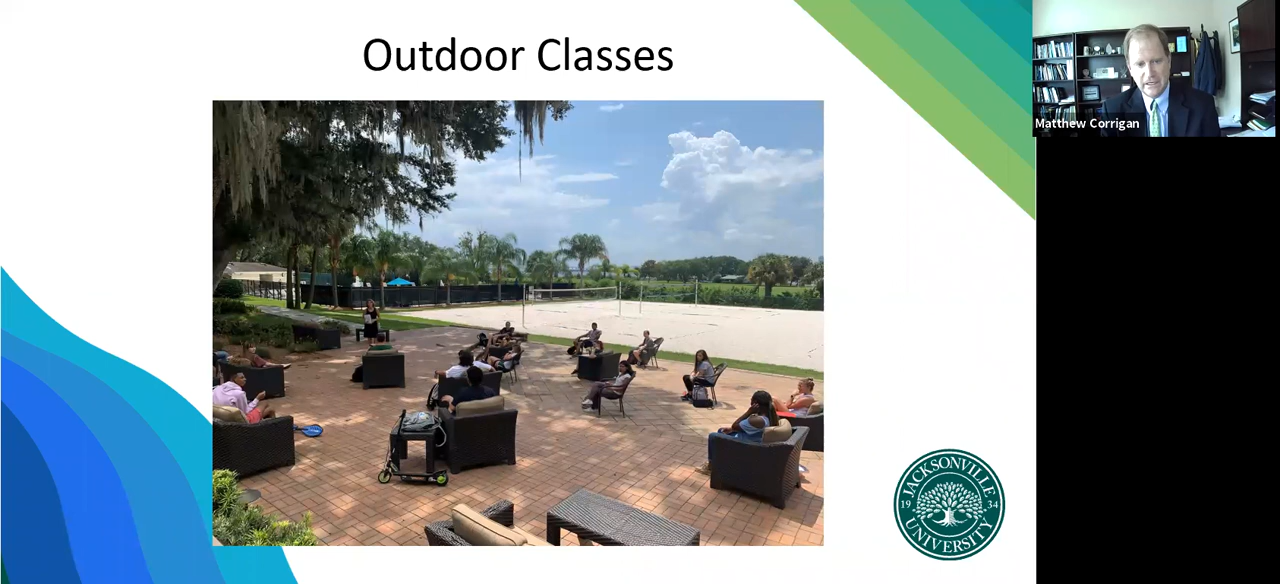 Outdoor Classes
Matthew Corrigan
JACKSONVILLE
19 34
UNIVERSITY